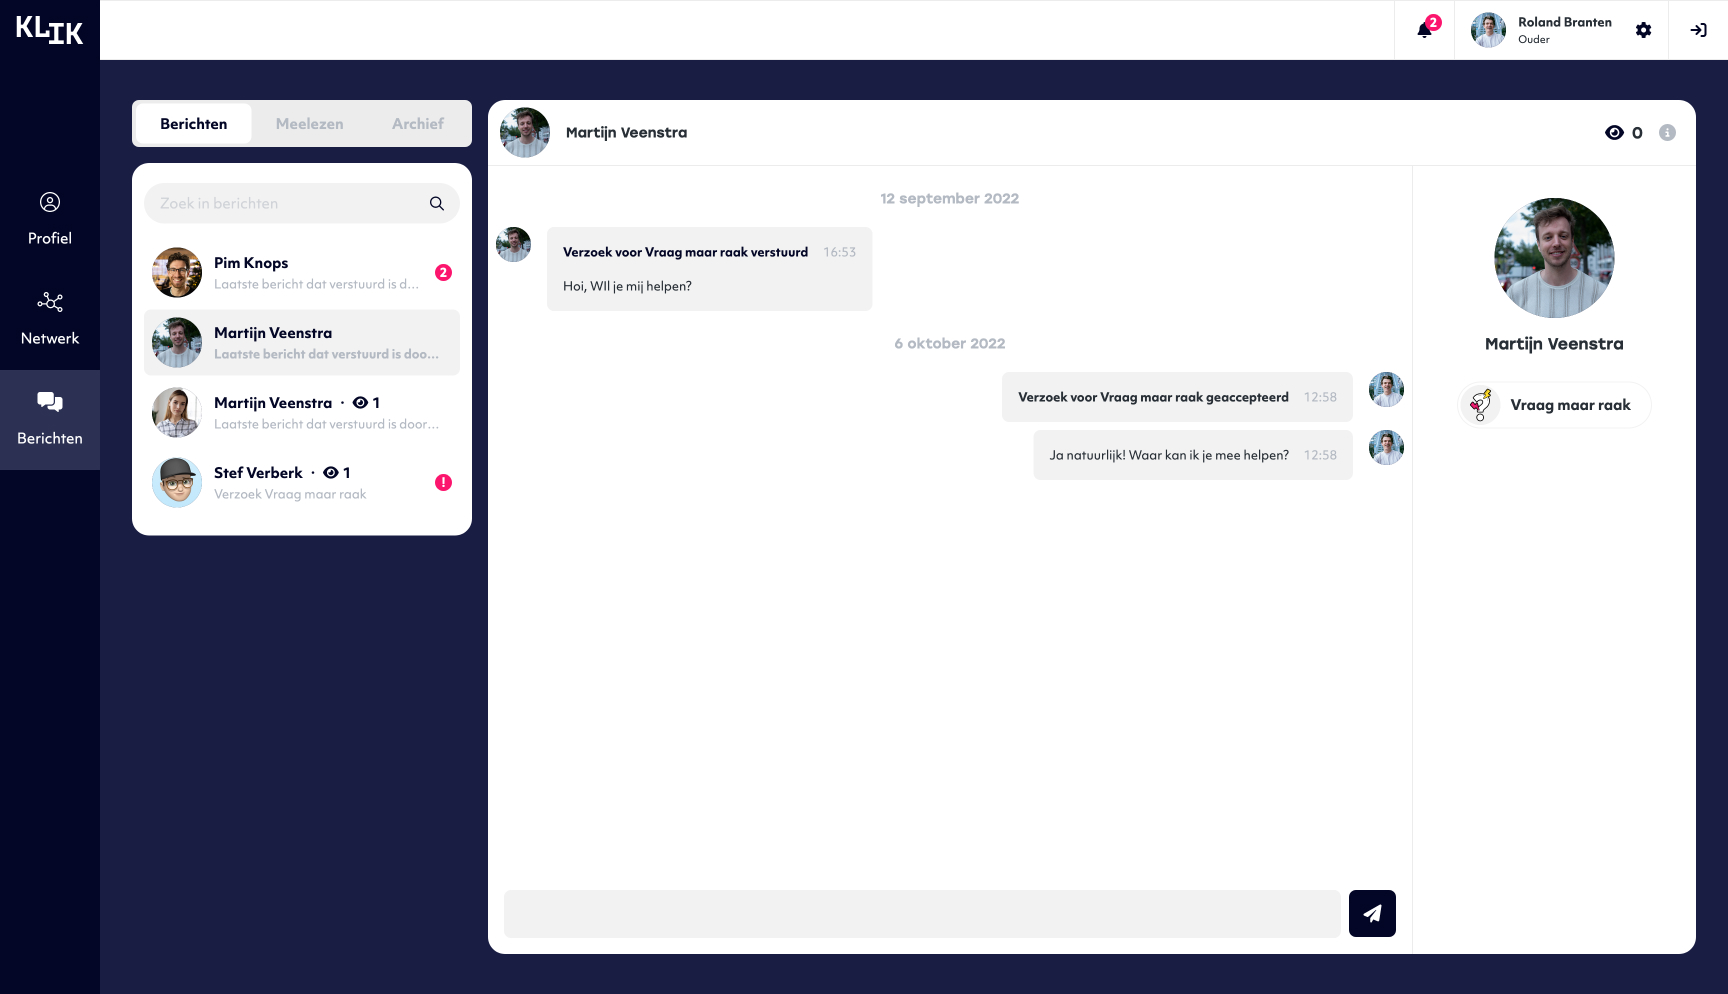 KLIK
2
Roland Branten
Ouder
Profiel
Netwerk
Berichten
Berichten Meelezen Archief
Zoek in berichten
Pim Knops
Laatste bericht dat verstuurd is d...
2
Martijn Veenstra
Laatste bericht dat verstuurd is doo...
Martijn Veenstra · 1
Laatste bericht dat verstuurd is door...
Stef Verberk · 1
Verzoek Vraag maar raak
!
Martijn Veenstra
0
i
12 september 2022
Verzoek voor Vraag maar raak verstuurd 16:53
Hoi, WIl je mij helpen?
6 oktober 2022
Verzoek voor Vraag maar raak geaccepteerd 12:58
Ja natuurlijk! Waar kan ik je mee helpen? 12:58
Martijn Veenstra
Vraag maar raak